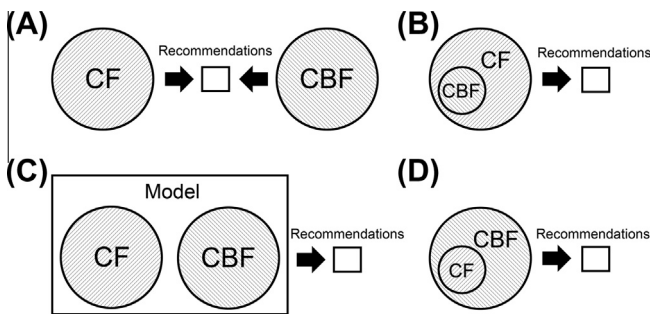 (A)
Recommendations
CF
CBF
(B)
CF
CBF
Recommendations
(C)
Model
CF
CBF
Recommendations
(D)
CBF
CF
Recommendations